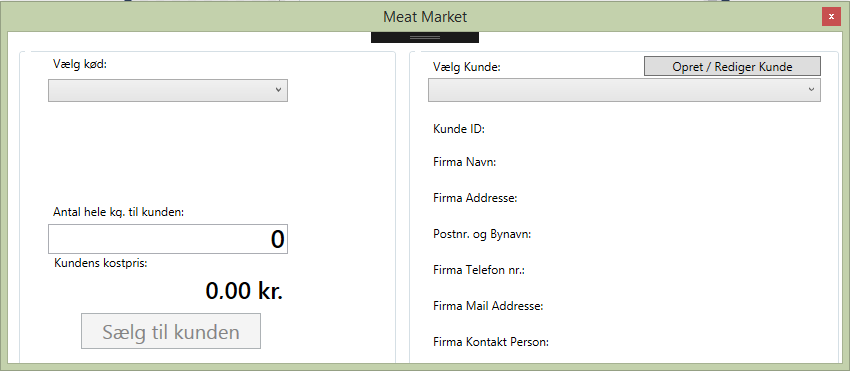 Meat Market
Vælg kød:
Antal hele kg. til kunden:
0
Kundens kostpris:
0.00 kr.
Sælg til kunden
Vælg Kunde:
Opret / Rediger Kunde
Kunde ID:
Firma Navn:
Firma Addresse:
Postnr. og Bynavn:
Firma Telefon nr.:
Firma Mail Addresse:
Firma Kontakt Person: